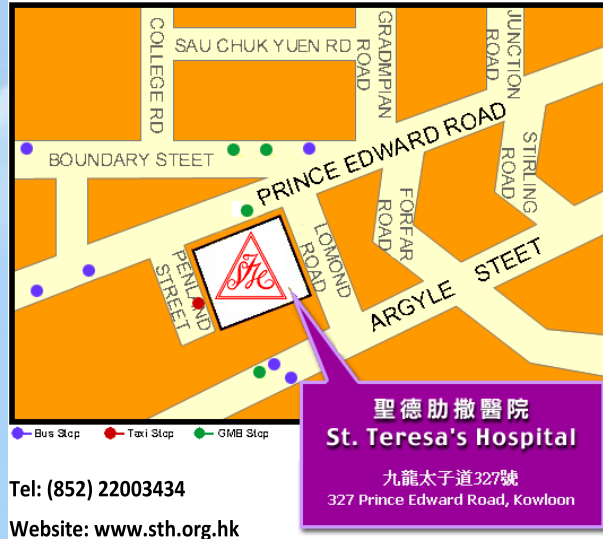 COLLEGE RD
SAU CHUK YUEN RD
GRADMPIAN
ROAD
JUNCTION
ROAD
BOUNDARY STEET
PRINCE EDWARD ROAD
STIRLING
ROAD
FORFAR
ROAD
LOMOND
ROAD
PENLAND
STREET
ARGYLE STEET
聖德肋撒醫院
St. Teresa's Hospital
九龍太子道327號
327 Prince Edward Road, Kowloon
Bus Stop
Taxi Stop
GMB Stop
Tel: (852) 22003434
Website: www.sth.org.hk